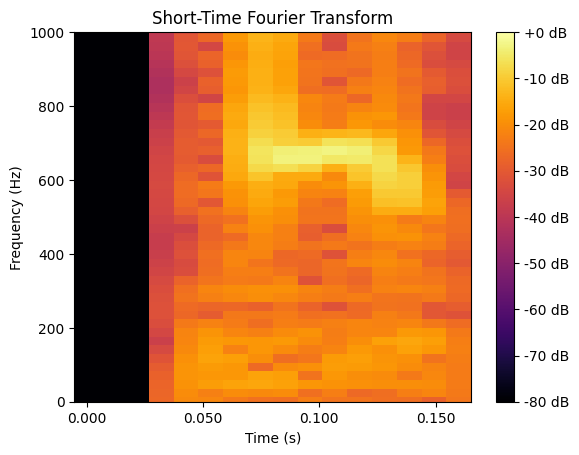 Short-Time Fourier Transform
Frequency (Hz)
1000
800
600
400
200
0
0.000
0.050
0.100
0.150
Time (s)
+0 dB
-10 dB
-20 dB
-30 dB
-40 dB
-50 dB
-60 dB
-70 dB
-80 dB